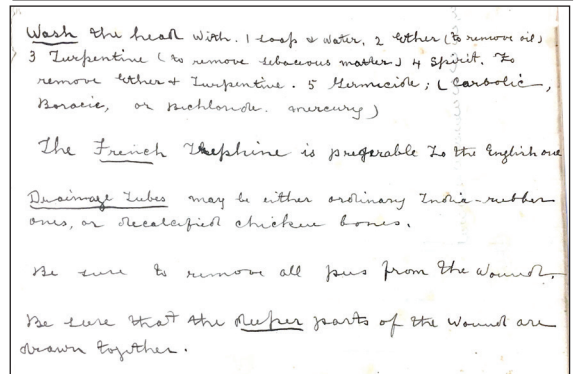 Wash the head with. 1 soap & water, 2 Ether (to remove oil)
3 Turpentine (to remove sebaceous matter) 4 Spirit. To
remove Ether & Turpentine. 5 Germicide; (Carbolic,
Boracic, or Bichloride. mercury)
The French Trephine is preferable to the English one
Drainage Tubes may be either ordinary India-rubber
ones, or decalcified chicken bones.
Be sure to remove all pus from the wound.
Be sure that the deeper parts of the wound are
drawn together.